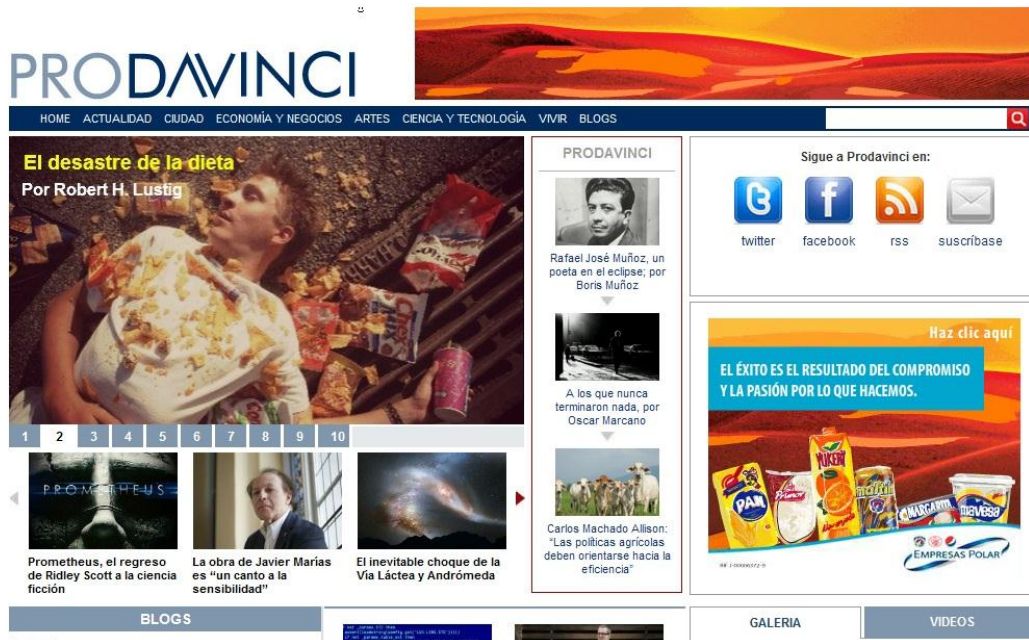 PRODAVINCI
HOME ACTUALIDAD CIUDAD ECONOMÍA Y NEGOCIOS ARTES CIENCIA Y TECNOLOGÍA VIVIR BLOGS
El desastre de la dieta
Por Robert H. Lustig
1 2 3 4 5 6 7 8 9 10
PROMETHEUS
Prometheus, el regreso
de Ridley Scott a la ciencia
ficción
La obra de Javier Marías
es “un canto a la
sensibilidad”
El inevitable choque de la
Vía Láctea y Andrómeda
PRODAVINCI
Rafael José Muñoz, un
poeta en el eclipse; por
Boris Muñoz
A los que nunca
terminaron nada, por
Oscar Marcano
Carlos Machado Allison:
“Las políticas agrícolas
deben orientarse hacia la
eficiencia”
Sigue a Prodavinci en:
twitter facebook rss suscríbase
Haz clic aquí
EL ÉXITO ES EL RESULTADO DEL COMPROMISO
Y LA PASIÓN POR LO QUE HACEMOS.
PAN
Primor
YUKERY
MARGARITA
mavesa
EMPRESAS POLAR
BLOGS
GALERIA VIDEOS